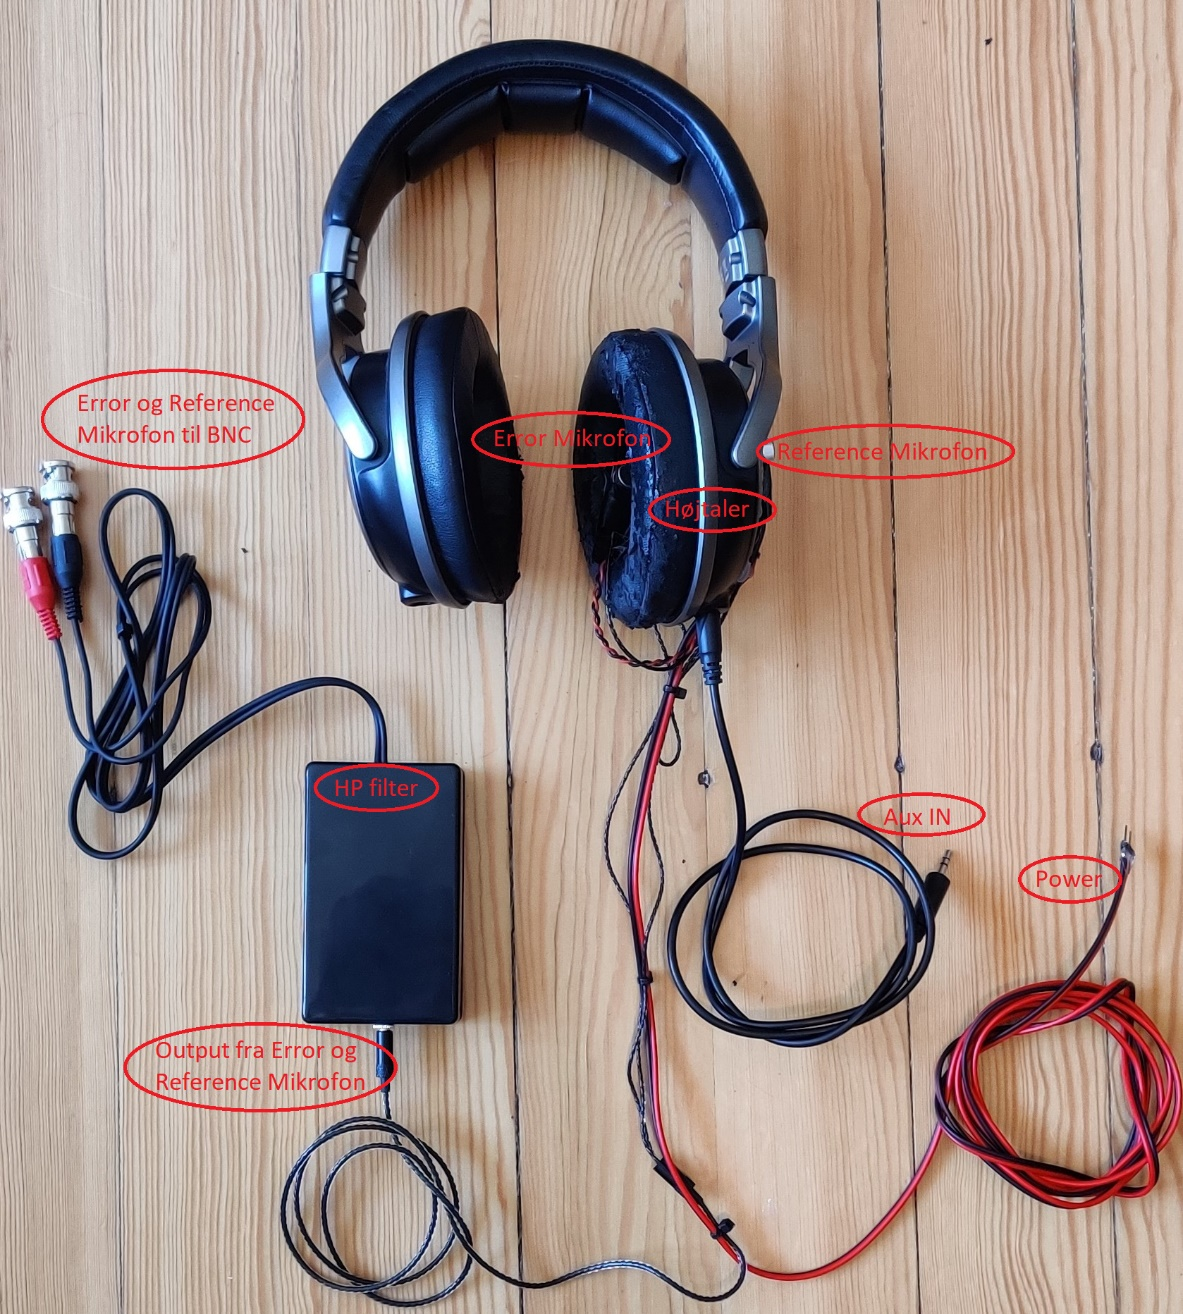 Error og Reference
Mikrofon til BNC
Error Mikrofon
Reference Mikrofon
Højtaler
HP filter
Aux IN
Power
Output fra Error og
Reference Mikrofon